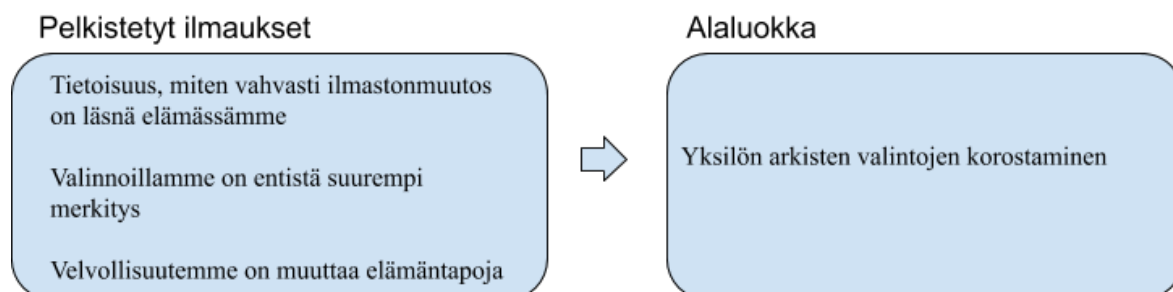 Pelkistetyt ilmaukset
Tietoisuus, miten vahvasti ilmastonmuutos
on läsnä elämässämme
Valinnoillamme on entistä suurempi
merkitys
Velvollisuutemme on muuttaa elämäntapoja
Alaluokka
Yksilön arkisten valintojen korostaminen